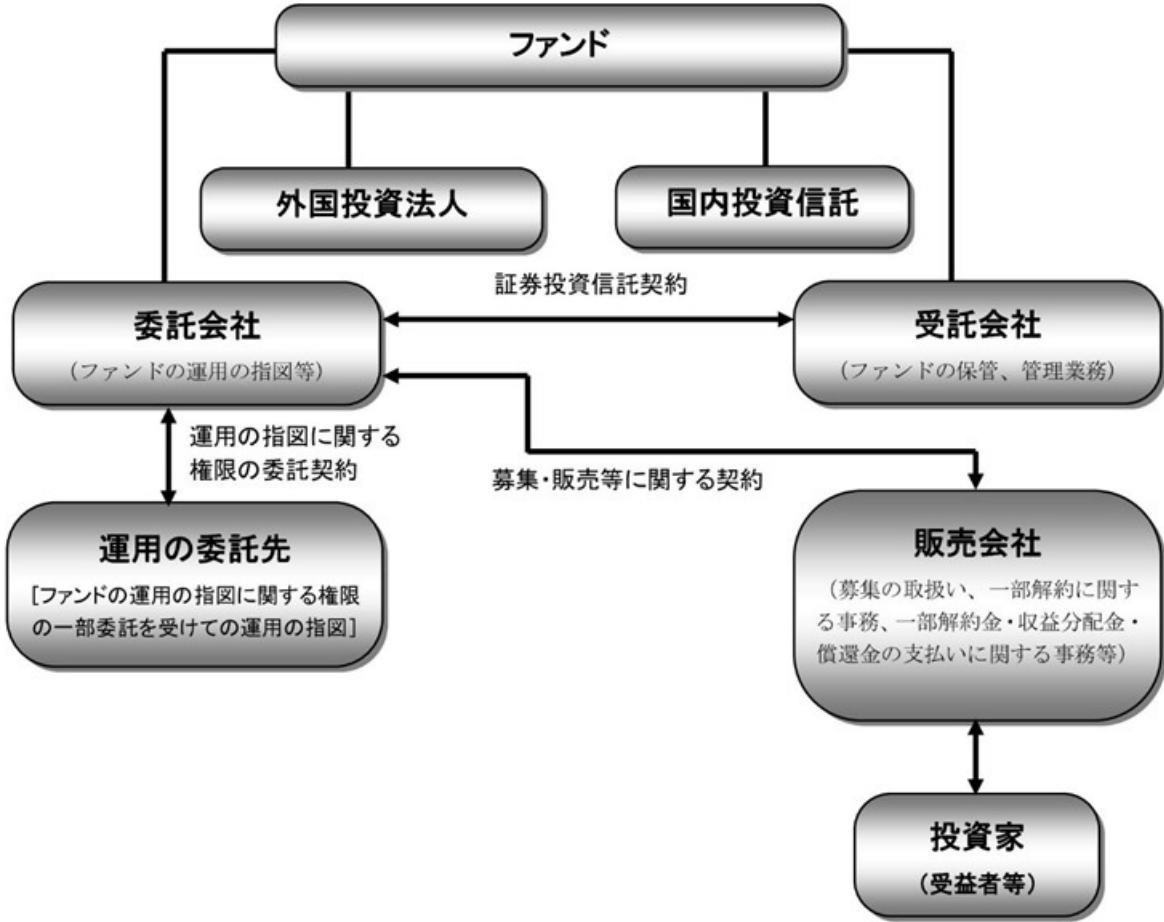 ファンド
外国投資法人
国内投資信託
証券投資信託契約
委託会社
(ファンドの運用の指図等)
受託会社
(ファンドの保管、管理業務)
運用の指図に関する
権限の委託契約
募集・販売等に関する契約
運用の委託先
[ファンドの運用の指図に関する権限
の一部委託を受けての運用の指図]
販売会社
(募集の取扱い、一部解約に関す
る事務、一部解約金・収益分配金・
償還金の支払いに関する事務等)
投資家
(受益者等)